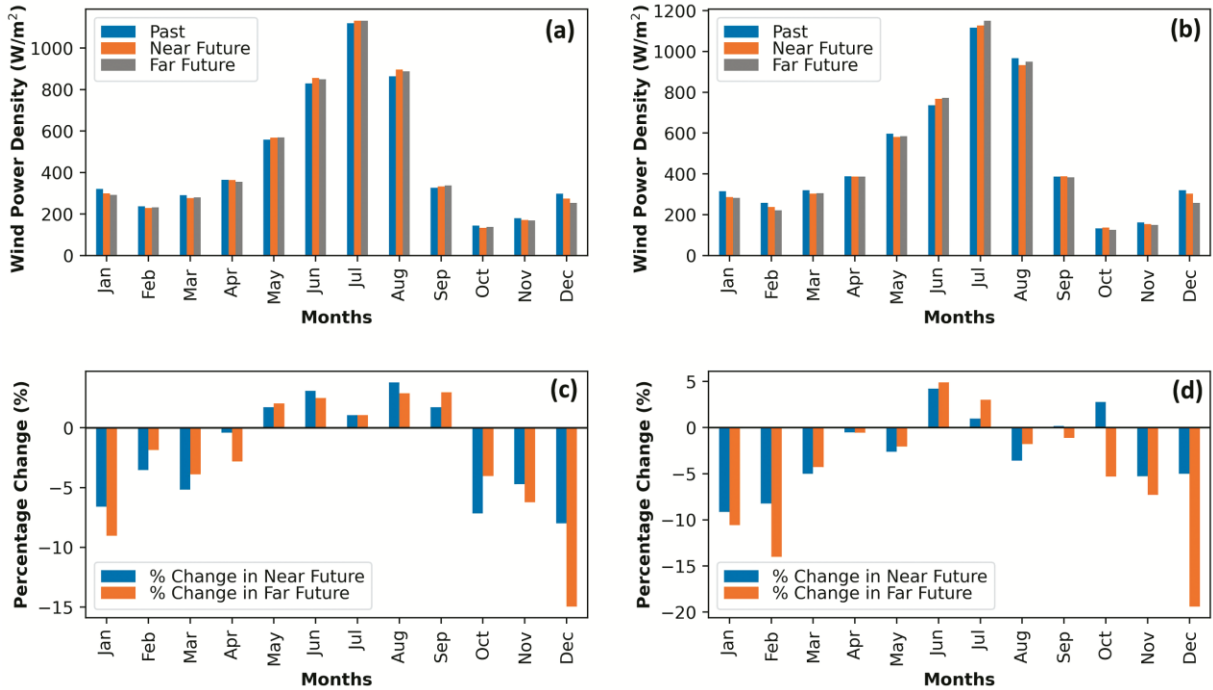 (a)
Wind Power Density (W/m²)
1000
800
600
400
200
0
Past
Near Future
Far Future
Jan
Feb
Mar
Apr
May
Jun
Jul
Aug
Sep
Oct
Nov
Dec
Months
(b)
Wind Power Density (W/m²)
1200
1000
800
600
400
200
0
Past
Near Future
Far Future
Jan
Feb
Mar
Apr
May
Jun
Jul
Aug
Sep
Oct
Nov
Dec
Months
(c)
Percentage Change (%)
0
−5
−10
−15
% Change in Near Future
% Change in Far Future
Jan
Feb
Mar
Apr
May
Jun
Jul
Aug
Sep
Oct
Nov
Dec
Months
(d)
Percentage Change (%)
5
0
−5
−10
−15
−20
% Change in Near Future
% Change in Far Future
Jan
Feb
Mar
Apr
May
Jun
Jul
Aug
Sep
Oct
Nov
Dec
Months